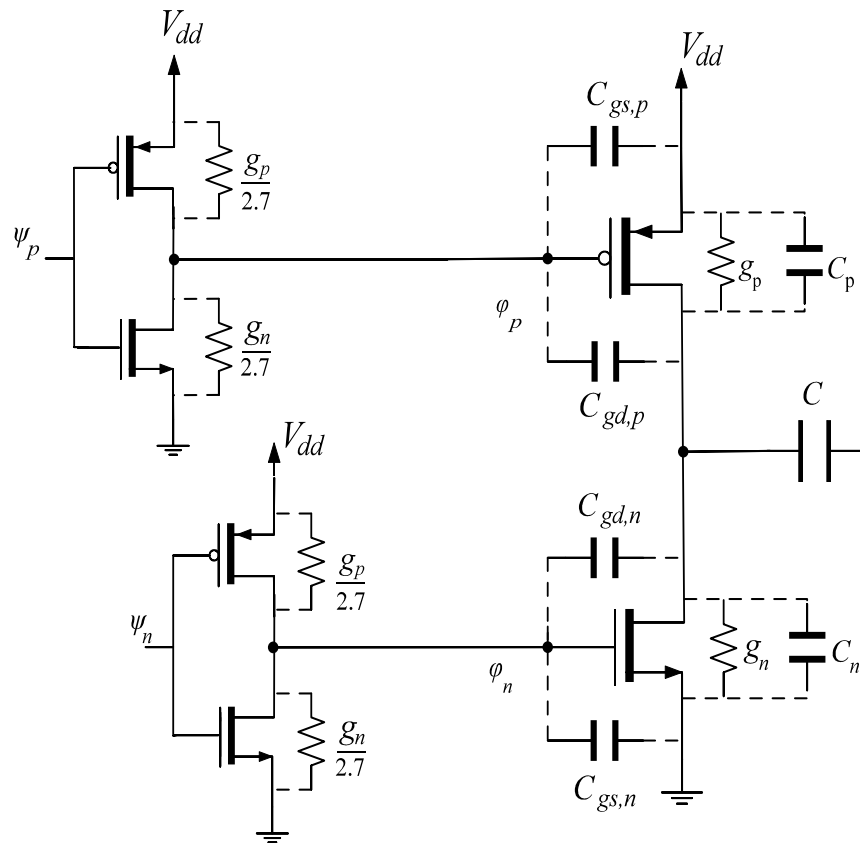 V_dd
V_dd
C_gs,p
g_p/2.7
ψ_p
g_p
C_p
φ_p
g_n/2.7
C_gd,p
C
V_dd
C_gd,n
g_p/2.7
ψ_n
g_n
C_n
φ_n
g_n/2.7
C_gs,n